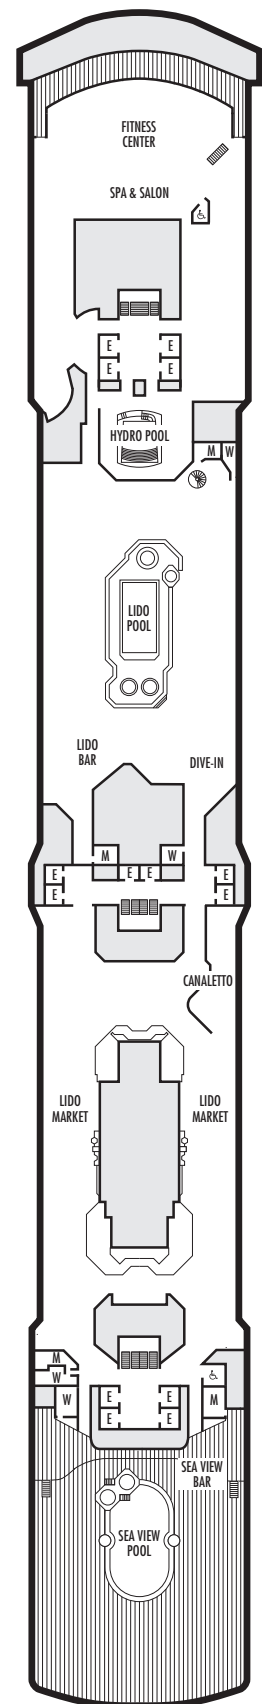 FITNESS
CENTER
SPA & SALON
E E
E E
HYDRO POOL
M W
LIDO
POOL
LIDO
BAR
DIVE-IN
M W
E E E E
E E
CANALETTO
LIDO
MARKET
LIDO
MARKET
M
W
W M
E E
E E
SEA VIEW
BAR
SEA VIEW
POOL